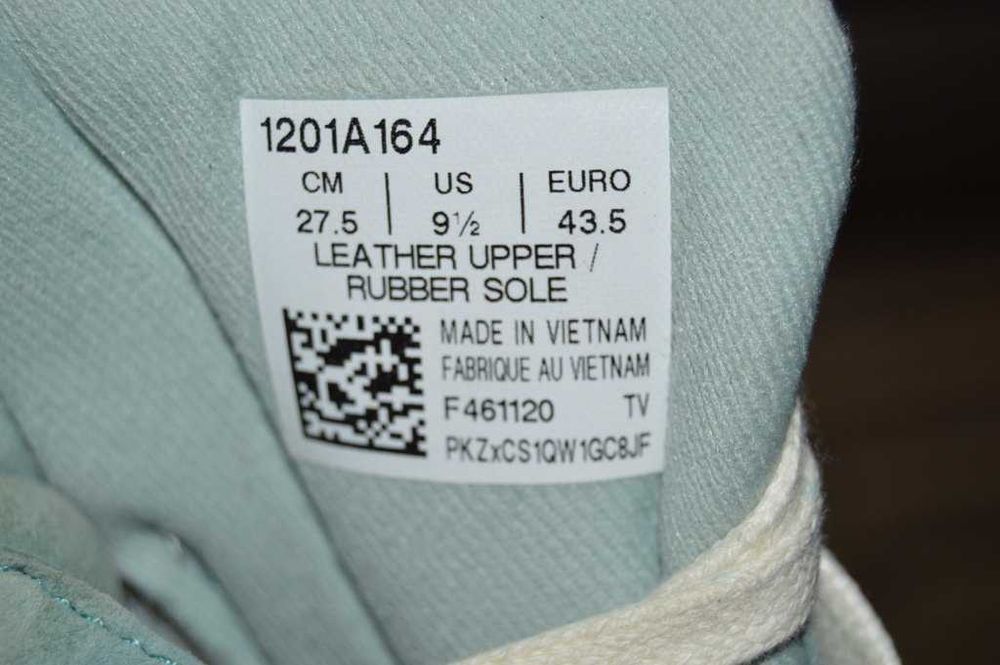 1201A164
CM | US | EURO
27.5 | 9½ | 43.5
LEATHER UPPER /
RUBBER SOLE
MADE IN VIETNAM
FABRIQUE AU VIETNAM
F461120 TV
PKZxCS1QW1GC8JF